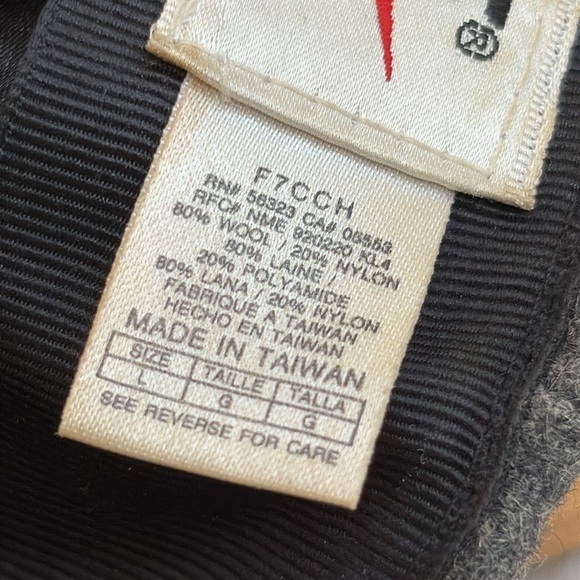 ®
F7CCH
RN# 56323 CA# 05553
RFC# NME 920220 KL4
80% WOOL / 20% NYLON
80% LAINE /
20% POLYAMIDE
80% LANA / 20% NYLON
FABRIQUE A TAIWAN
HECHO EN TAIWAN
MADE IN TAIWAN
SIZE TAILLE TALLA
L G G
SEE REVERSE FOR CARE